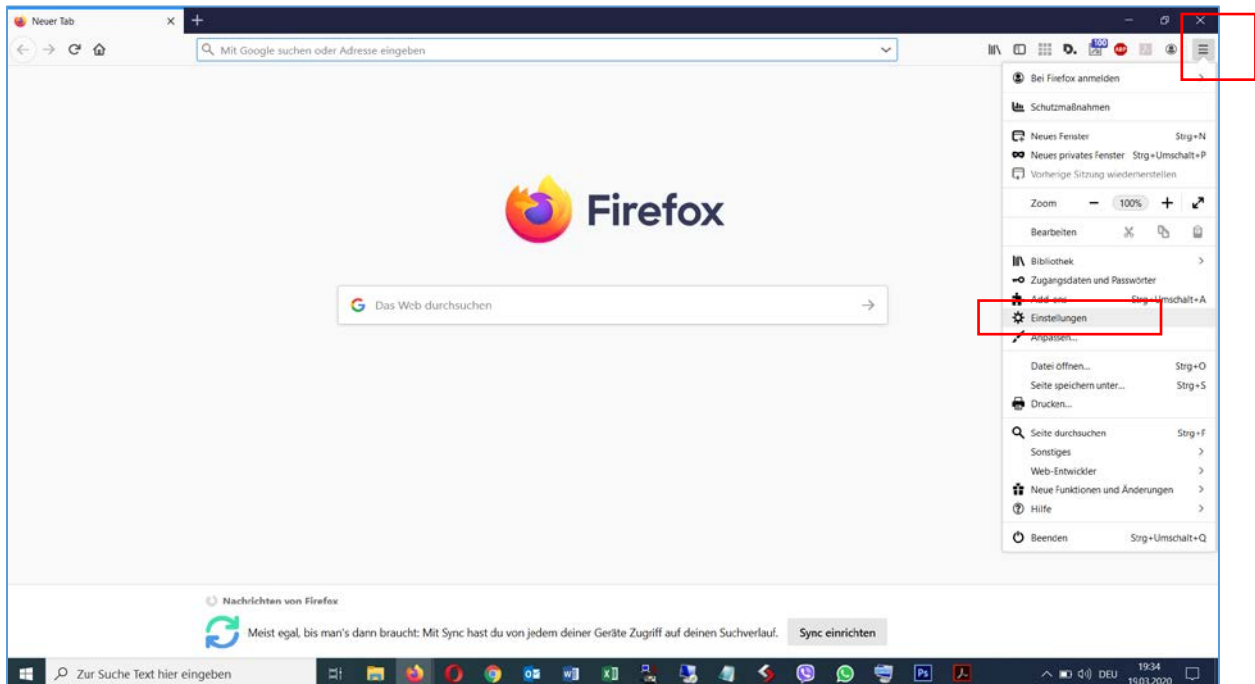 Neuer Tab
Mit Google suchen oder Adresse eingeben
D. 100 ABP
Bei Firefox anmelden
Schutzmaßnahmen
Neues Fenster Strg+N
Neues privates Fenster Strg+Umschalt+P
Vorherige Sitzung wiederherstellen
Zoom 100%
Bearbeiten
Bibliothek
Zugangsdaten und Passwörter
Add-ons Strg+Umschalt+A
Einstellungen
Anpassen...
Datei öffnen... Strg+O
Seite speichern unter... Strg+S
Drucken...
Seite durchsuchen Strg+F
Sonstiges
Web-Entwickler
Neue Funktionen und Änderungen
Hilfe
Beenden Strg+Umschalt+Q
Firefox
Das Web durchsuchen
Nachrichten von Firefox
Meist egal, bis man's dann braucht: Mit Sync hast du von jedem deiner Geräte Zugriff auf deinen Suchverlauf. Sync einrichten
Zur Suche Text hier eingeben
Ps
DEU
19:34
19.03.2020